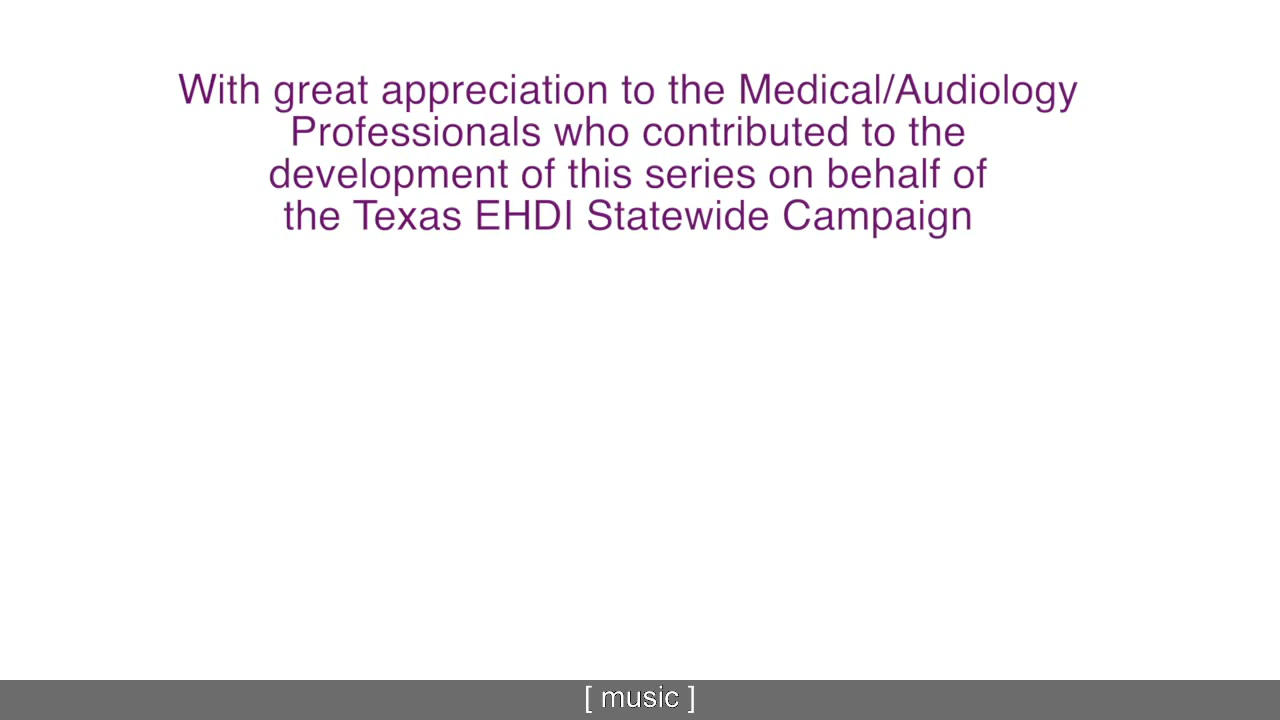 With great appreciation to the Medical/Audiology
Professionals who contributed to the
development of this series on behalf of
the Texas EHDI Statewide Campaign
[ music ]